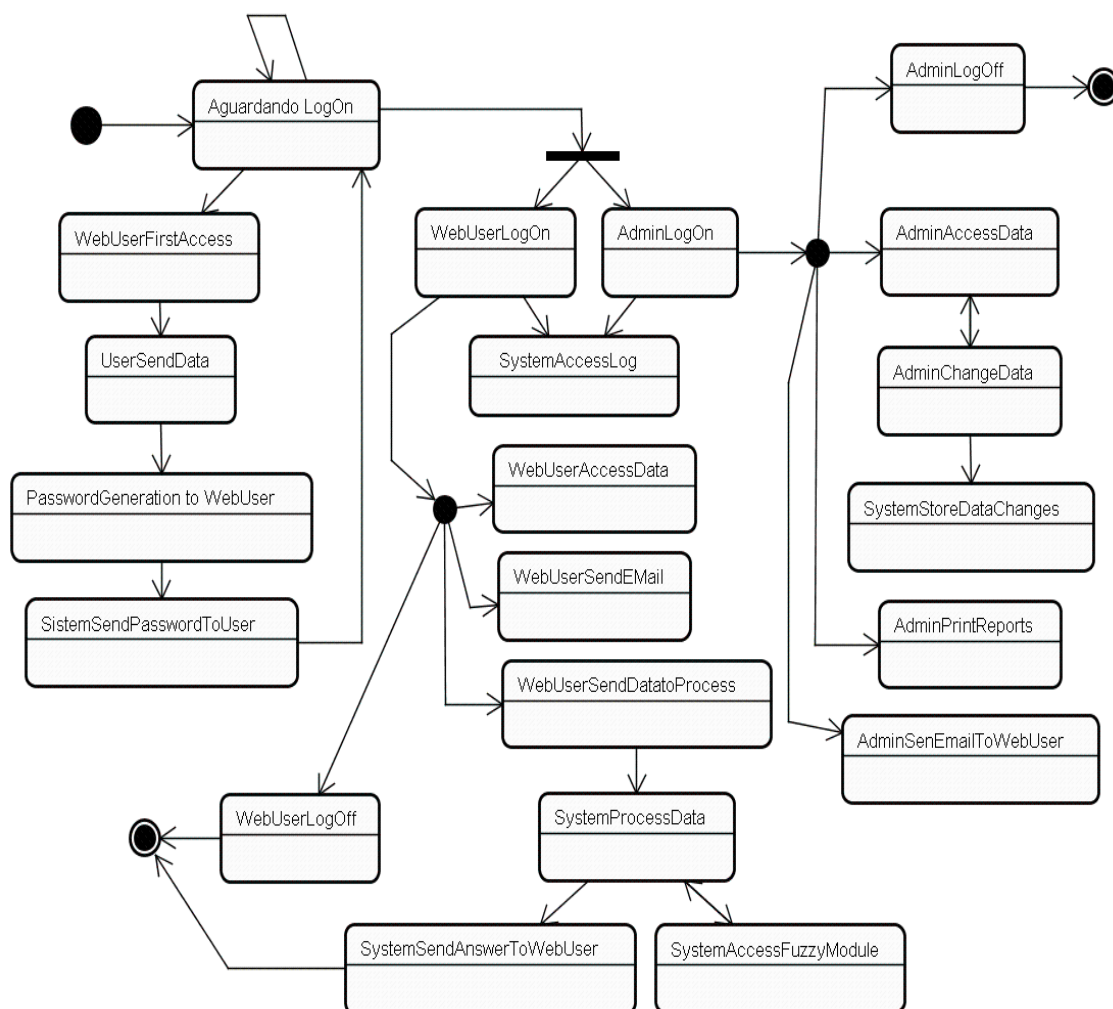 AdminLogOff
Aguardando LogOn
WebUserFirstAccess
WebUserLogOn
AdminLogOn
AdminAccessData
UserSendData
SystemAccessLog
AdminChangeData
WebUserAccessData
PasswordGeneration to WebUser
SystemStoreDataChanges
WebUserSendEMail
SistemSendPasswordToUser
AdminPrintReports
WebUserSendDatatoProcess
AdminSenEmailToWebUser
WebUserLogOff
SystemProcessData
SystemSendAnswerToWebUser
SystemAccessFuzzyModule